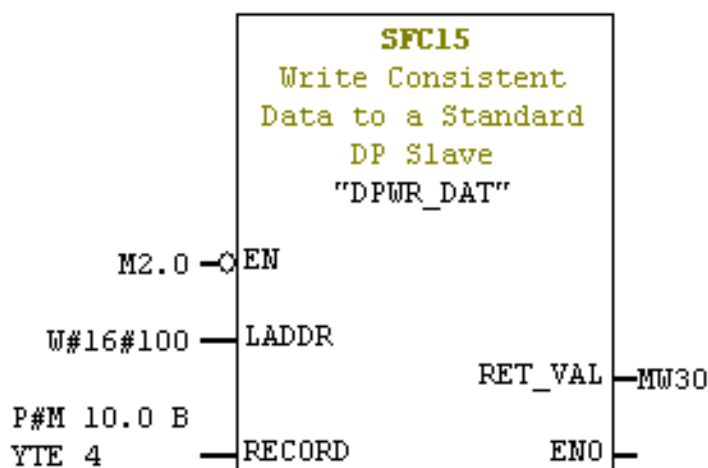 SFC15
Write Consistent
Data to a Standard
DP Slave
"DPWR_DAT"
M2.0 EN
W#16#100 LADDR
RET_VAL MW30
P#M 10.0 B
YTE 4 RECORD ENO